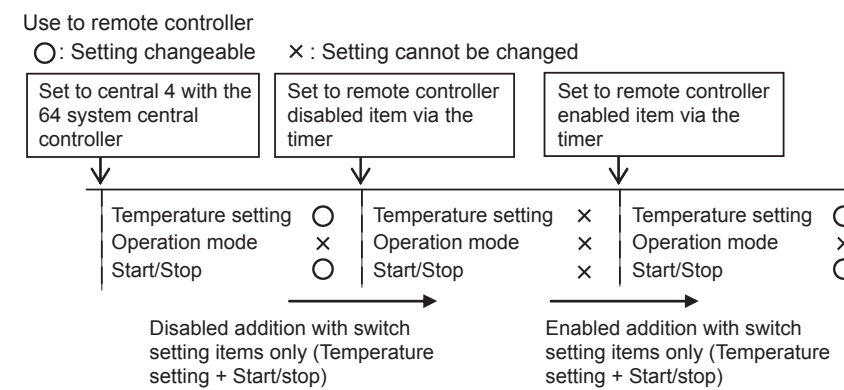 Use to remote controller
○: Setting changeable × : Setting cannot be changed
Set to central 4 with the
64 system central
controller
Set to remote controller
disabled item via the
timer
Set to remote controller
enabled item via the
timer
Temperature setting ○
Operation mode ×
Start/Stop ○
Temperature setting ×
Operation mode ×
Start/Stop ×
Temperature setting ○
Operation mode ×
Start/Stop ○
Disabled addition with switch
setting items only (Temperature
setting + Start/stop)
Enabled addition with switch
setting items only (Temperature
setting + Start/stop)